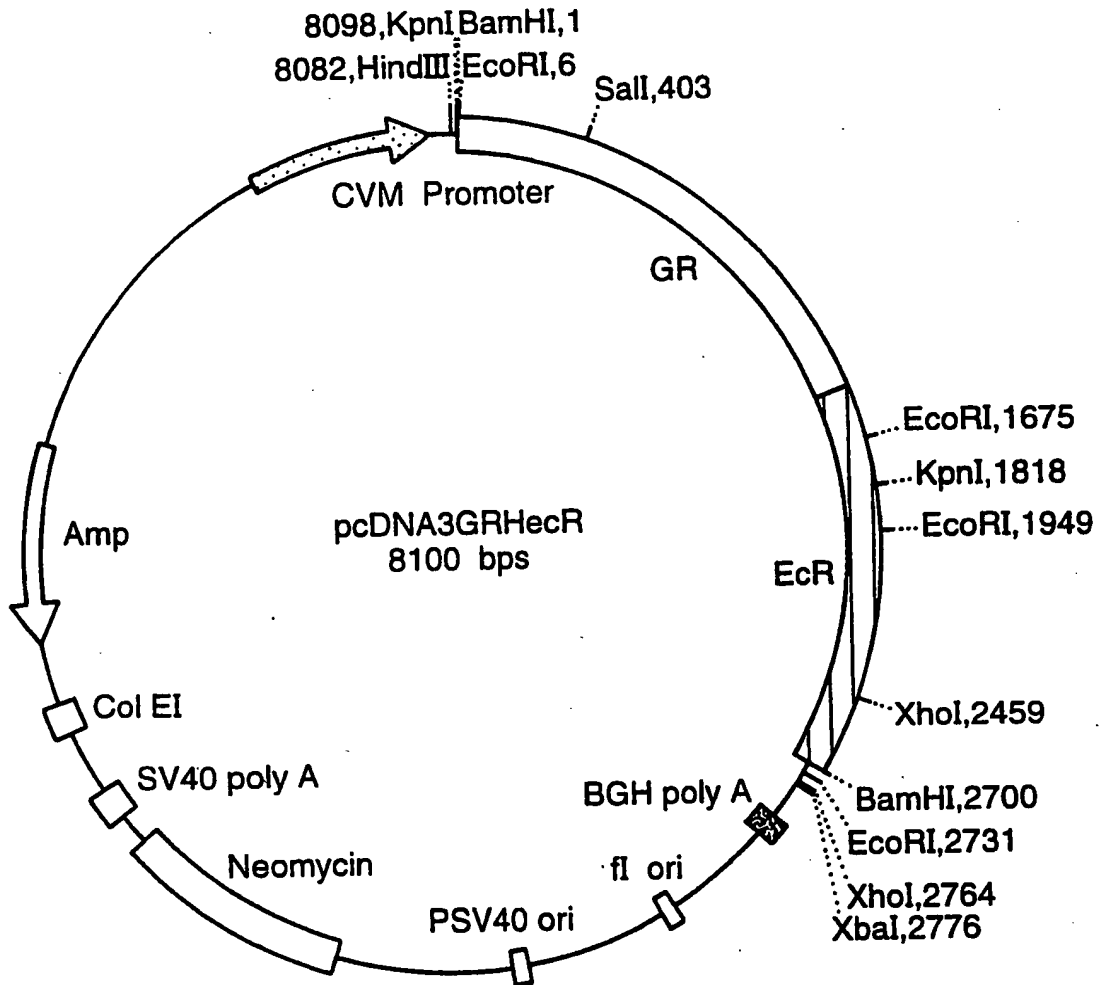 8098,KpnI BamHI,1
8082,HindIII EcoRI,6
SalI,403
CVM Promoter
GR
EcoRI,1675
KpnI,1818
EcoRI,1949
Amp
pcDNA3GRHecR
8100 bps
EcR
XhoI,2459
Col EI
SV40 poly A
BGH poly A
BamHI,2700
EcoRI,2731
Neomycin
fI ori
XhoI,2764
PSV40 ori
XbaI,2776